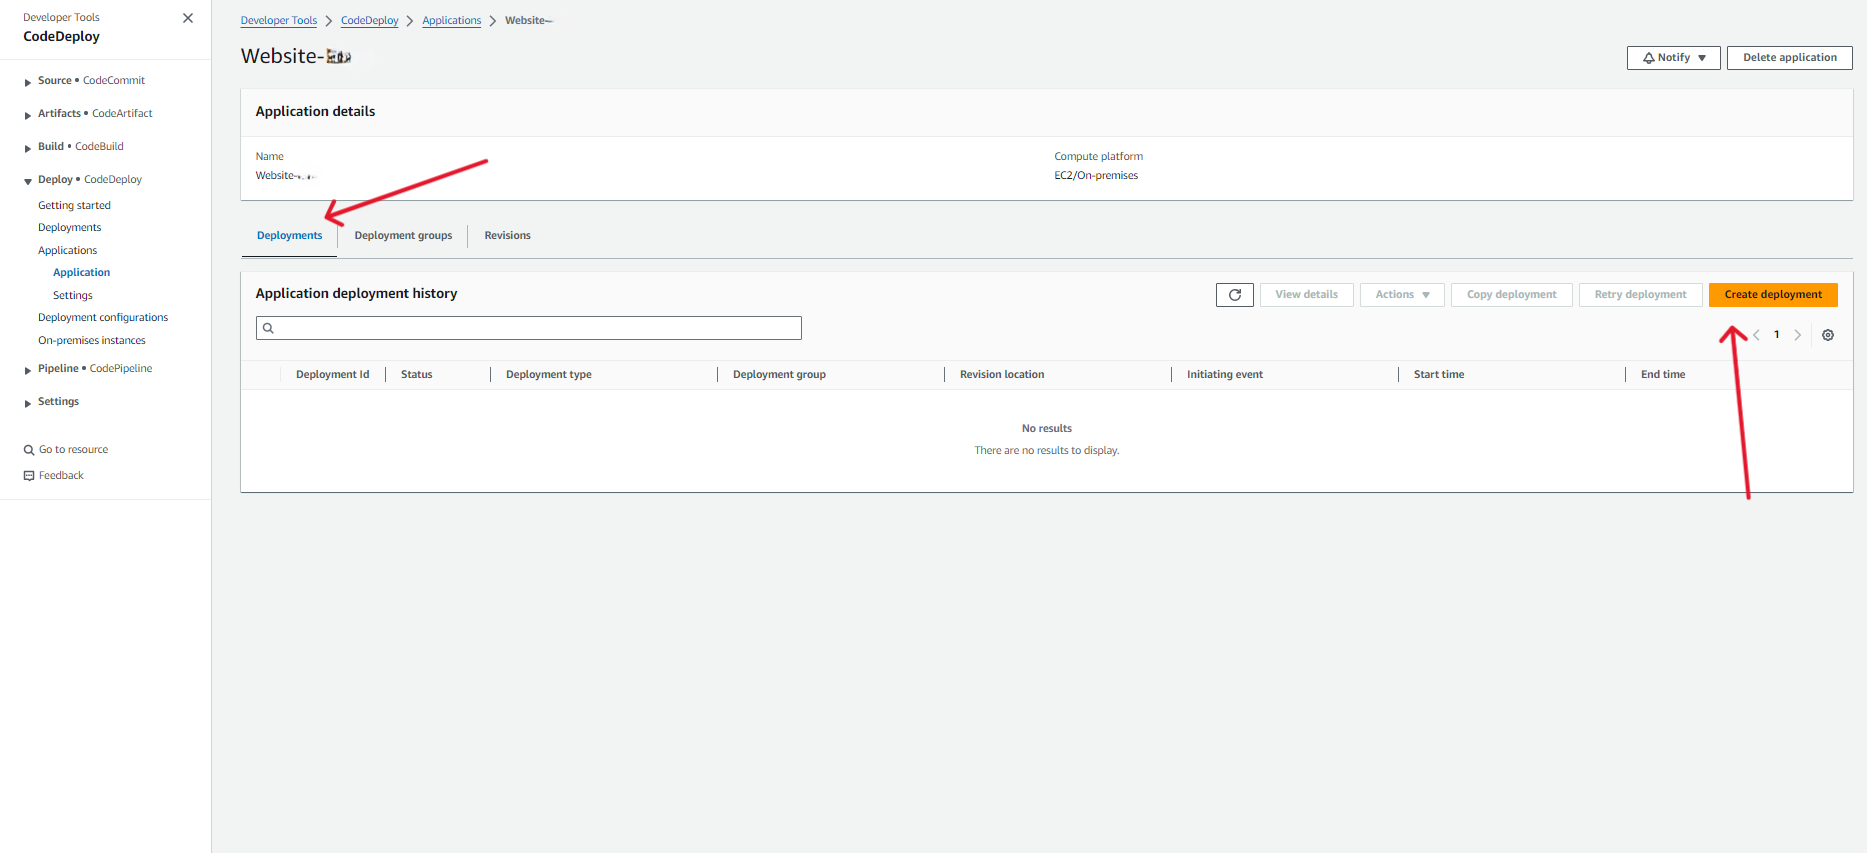 Developer Tools
CodeDeploy
Source • CodeCommit
Artifacts • CodeArtifact
Build • CodeBuild
Deploy • CodeDeploy
Getting started
Deployments
Applications
Application
Settings
Deployment configurations
On-premises instances
Pipeline • CodePipeline
Settings
Go to resource
Feedback
Developer Tools > CodeDeploy > Applications > Website-
Website-
Notify Delete application
Application details
Name
Website-
Compute platform
EC2/On-premises
Deployments Deployment groups Revisions
Application deployment history
View details Actions Copy deployment Retry deployment Create deployment
1
Deployment Id Status Deployment type Deployment group Revision location Initiating event Start time End time
No results
There are no results to display.